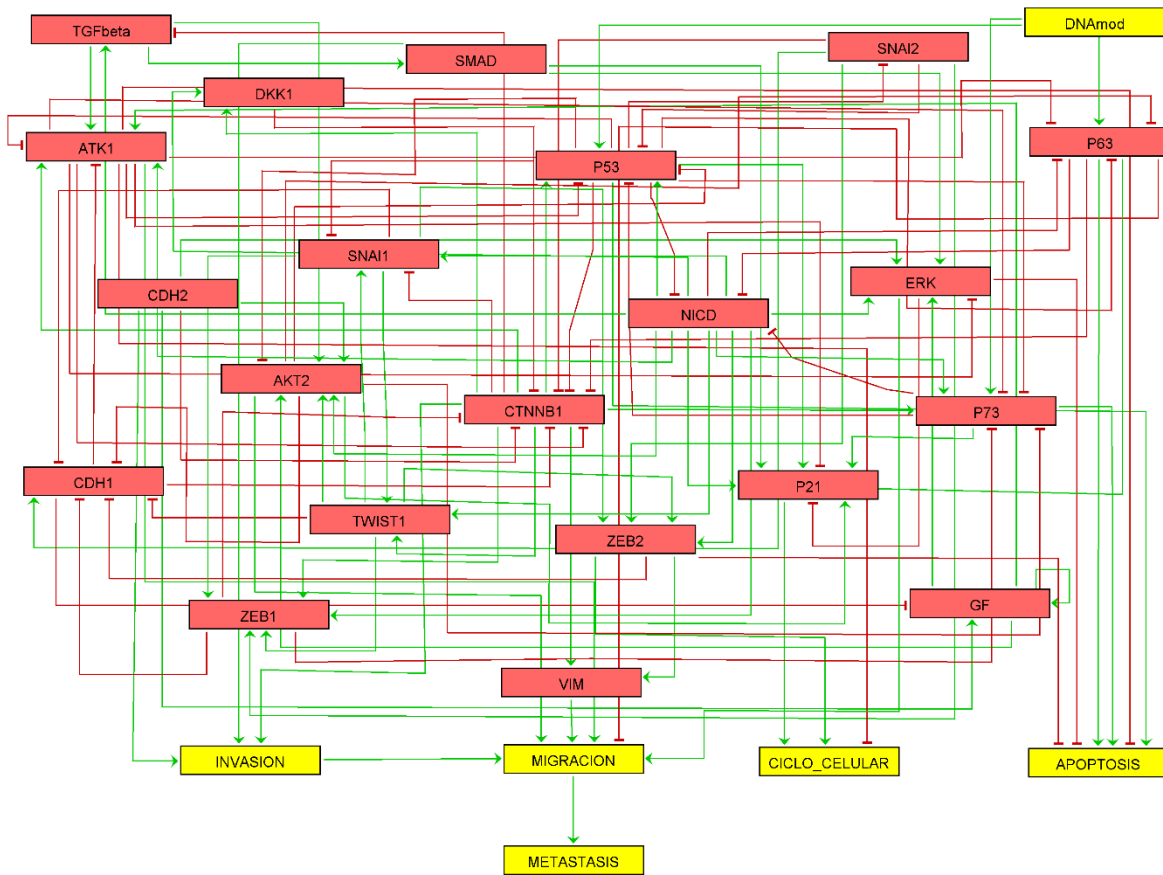 TGFbeta
DNAmod
SMAD
SNAI2
DKK1
ATK1
P53
P63
SNAI1
ERK
CDH2
NICD
AKT2
CTNNB1
P73
CDH1
P21
TWIST1
ZEB2
ZEB1
GF
VIM
INVASION
MIGRACION
CICLO_CELULAR
APOPTOSIS
METASTASIS